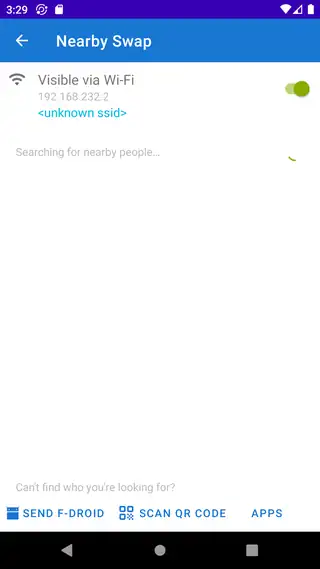 3:29
Nearby Swap
Visible via Wi-Fi
192.168.232.2
<unknown ssid>
Searching for nearby people...
Can't find who you're looking for?
SEND F-DROID SCAN QR CODE APPS